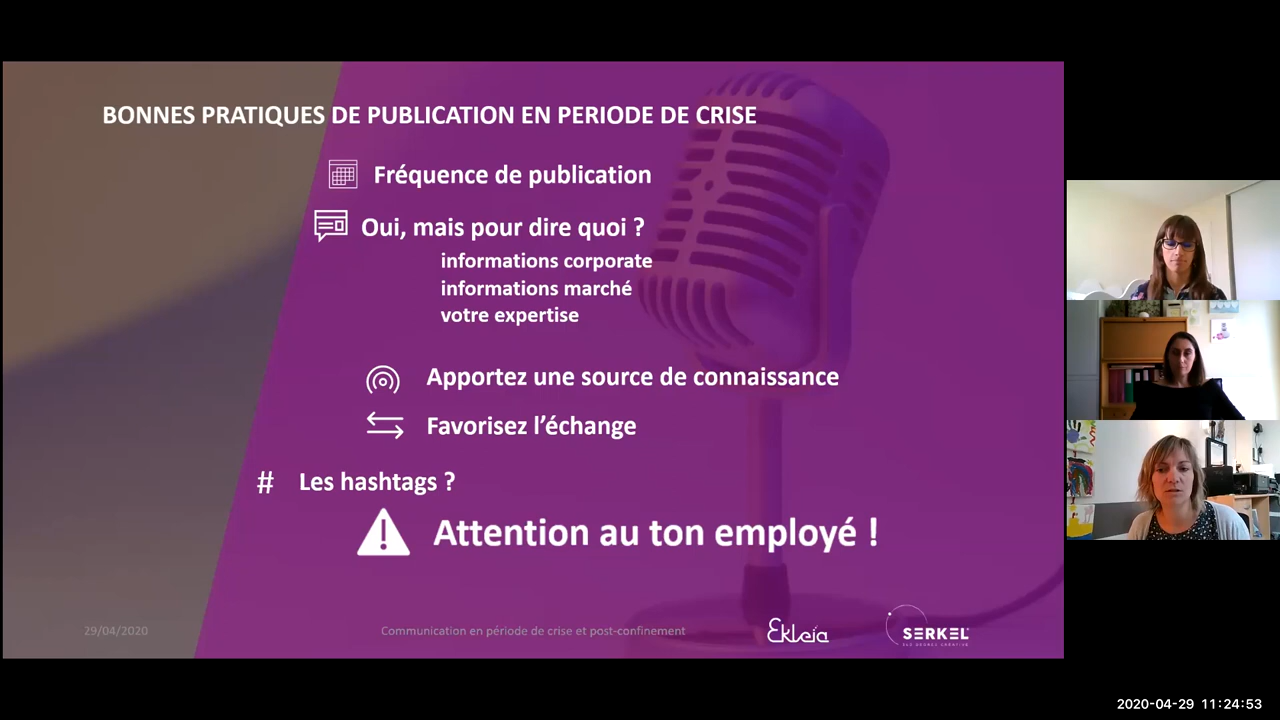 BONNES PRATIQUES DE PUBLICATION EN PERIODE DE CRISE
Fréquence de publication
Oui, mais pour dire quoi ?
informations corporate
informations marché
votre expertise
Apportez une source de connaissance
Favorisez l'échange
# Les hashtags ?
Attention au ton employé !
29/04/2020
Communication en période de crise et post-confinement
Ekleia
SERKEL
2020-04-29 11:24:53